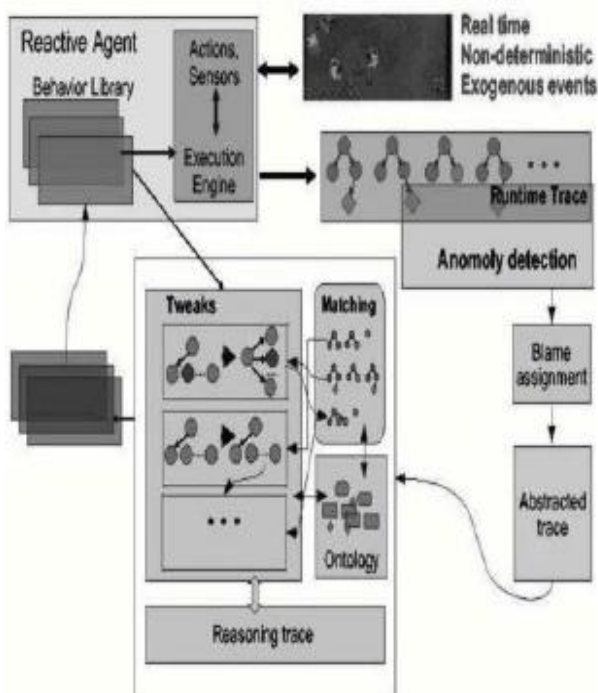 Reactive Agent
Behavior Library
Actions,
Sensors
Execution
Engine
Real time
Non-deterministic
Exogenous events
Runtime Trace
Anomoly detection
Blame
assignment
Abstracted
trace
Tweaks
Matching
Ontology
Reasoning trace